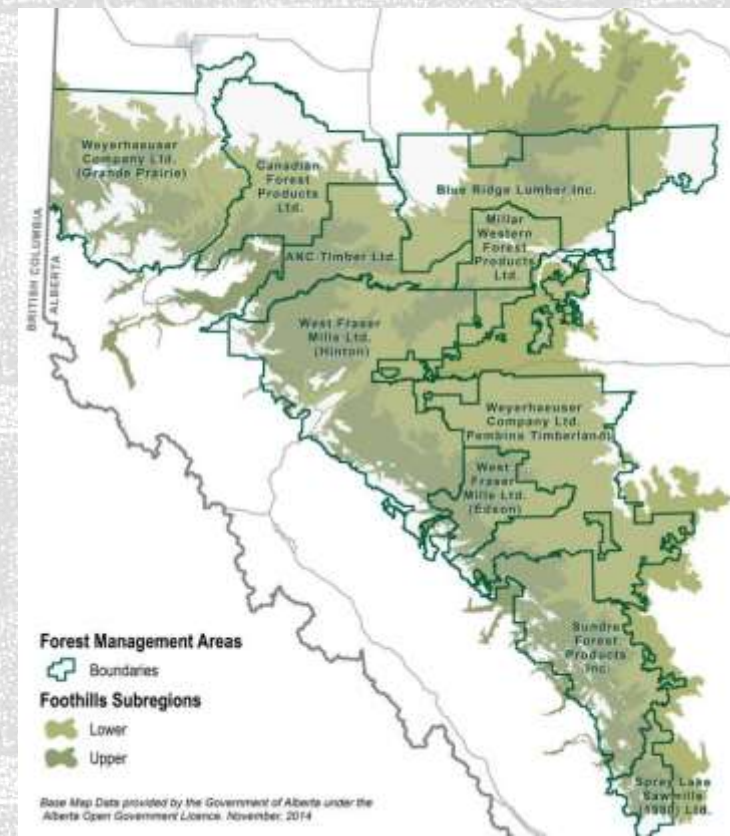 Weyerhaeuser
Company Ltd.
(Grande Prairie)
Canadian
Forest
Products
Ltd.
Blue Ridge Lumber Inc.
Millar
Western
Forest
Products
Ltd.
ANC Timber Ltd.
BRITISH COLUMBIA
ALBERTA
West Fraser
Mills Ltd.
(Hinton)
Weyerhaeuser
Company Ltd.
(Pembina Timberland)
West
Fraser
Mills Ltd.
(Edson)
Sundre
Forest
Products
Inc.
Spray Lake
Sawmills
(1980) Ltd.
Forest Management Areas
Boundaries
Foothills Subregions
Lower
Upper
Base Map Data provided by the Government of Alberta under the
Alberta Open Government Licence. November, 2014